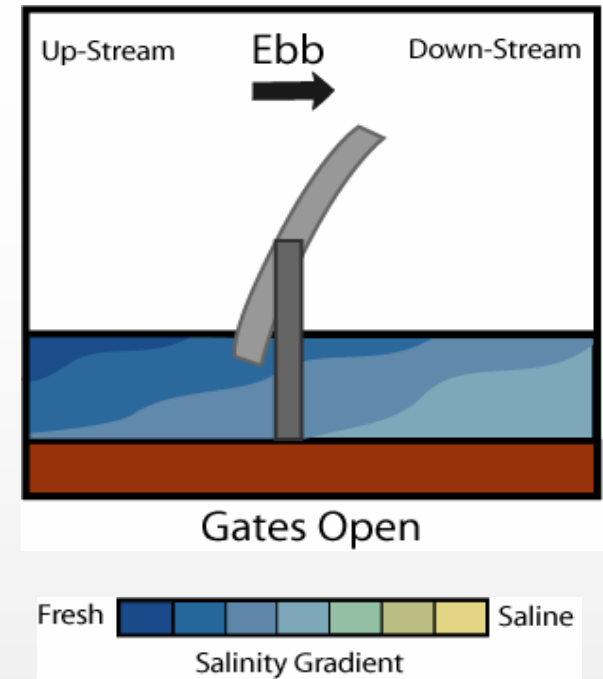 Up-Stream Ebb Down-Stream
Gates Open
Fresh Saline
Salinity Gradient